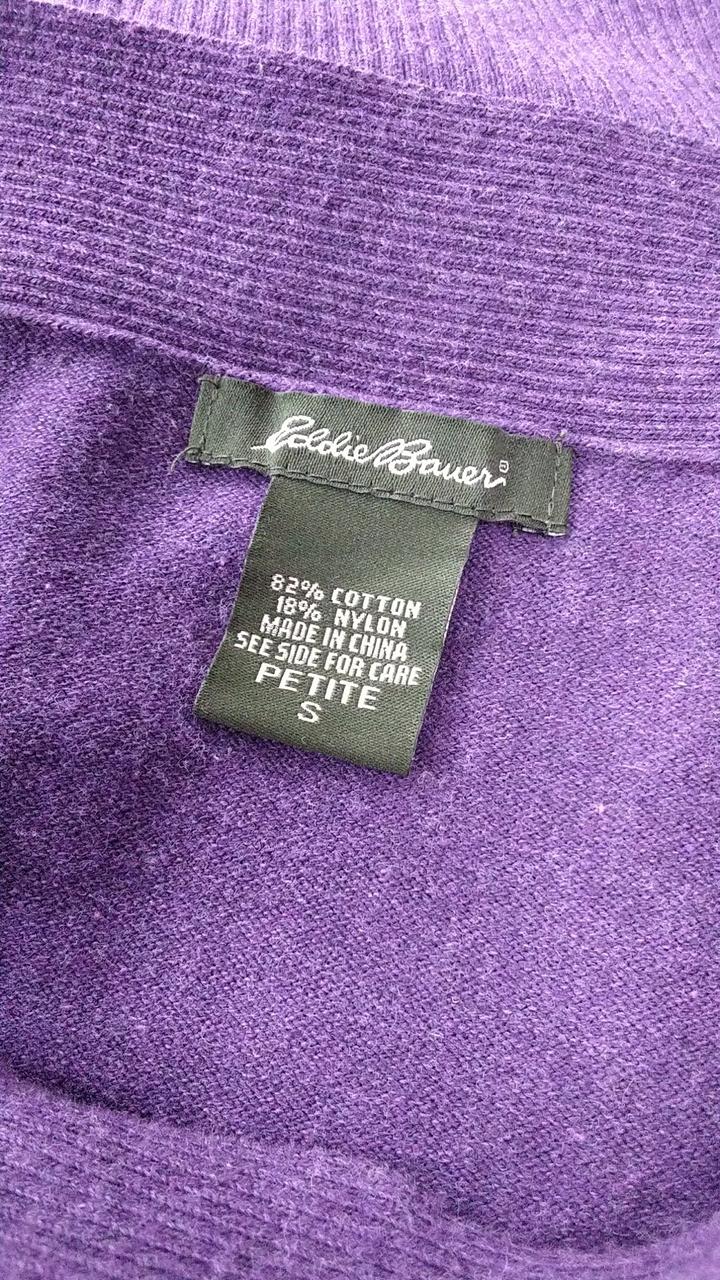 Eddie Bauer®
82% COTTON
18% NYLON
MADE IN CHINA
SEE SIDE FOR CARE
PETITE
S